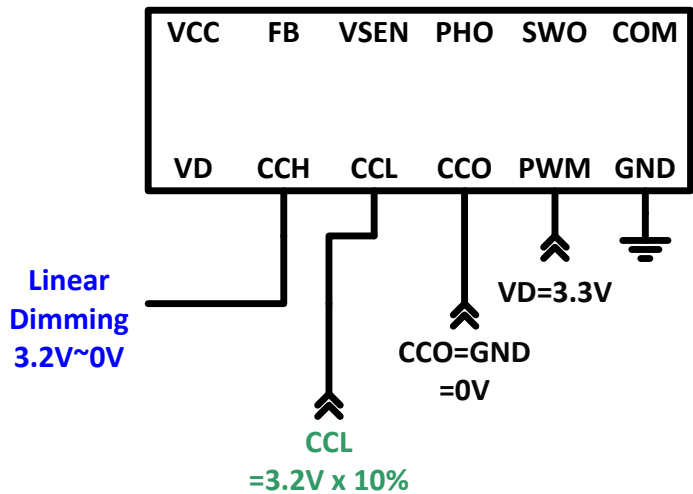 VCC FB VSEN PHO SWO COM
VD CCH CCL CCO PWM GND
Linear
Dimming
3.2V~0V
VD=3.3V
CCO=GND
=0V
CCL
=3.2V x 10%